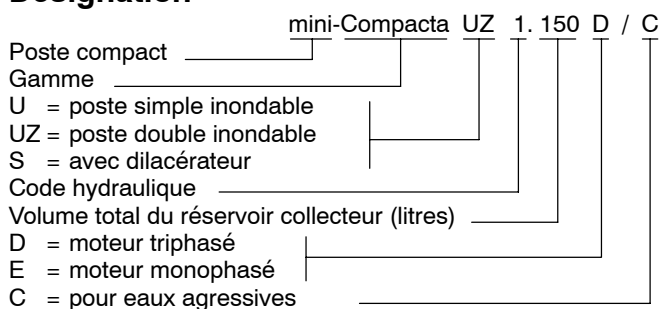 Désignation
mini-Compacta UZ 1. 150 D / C
Poste compact
Gamme
U = poste simple inondable
UZ = poste double inondable
S = avec dilacérateur
Code hydraulique
Volume total du réservoir collecteur (litres)
D = moteur triphasé
E = moteur monophasé
C = pour eaux agressives